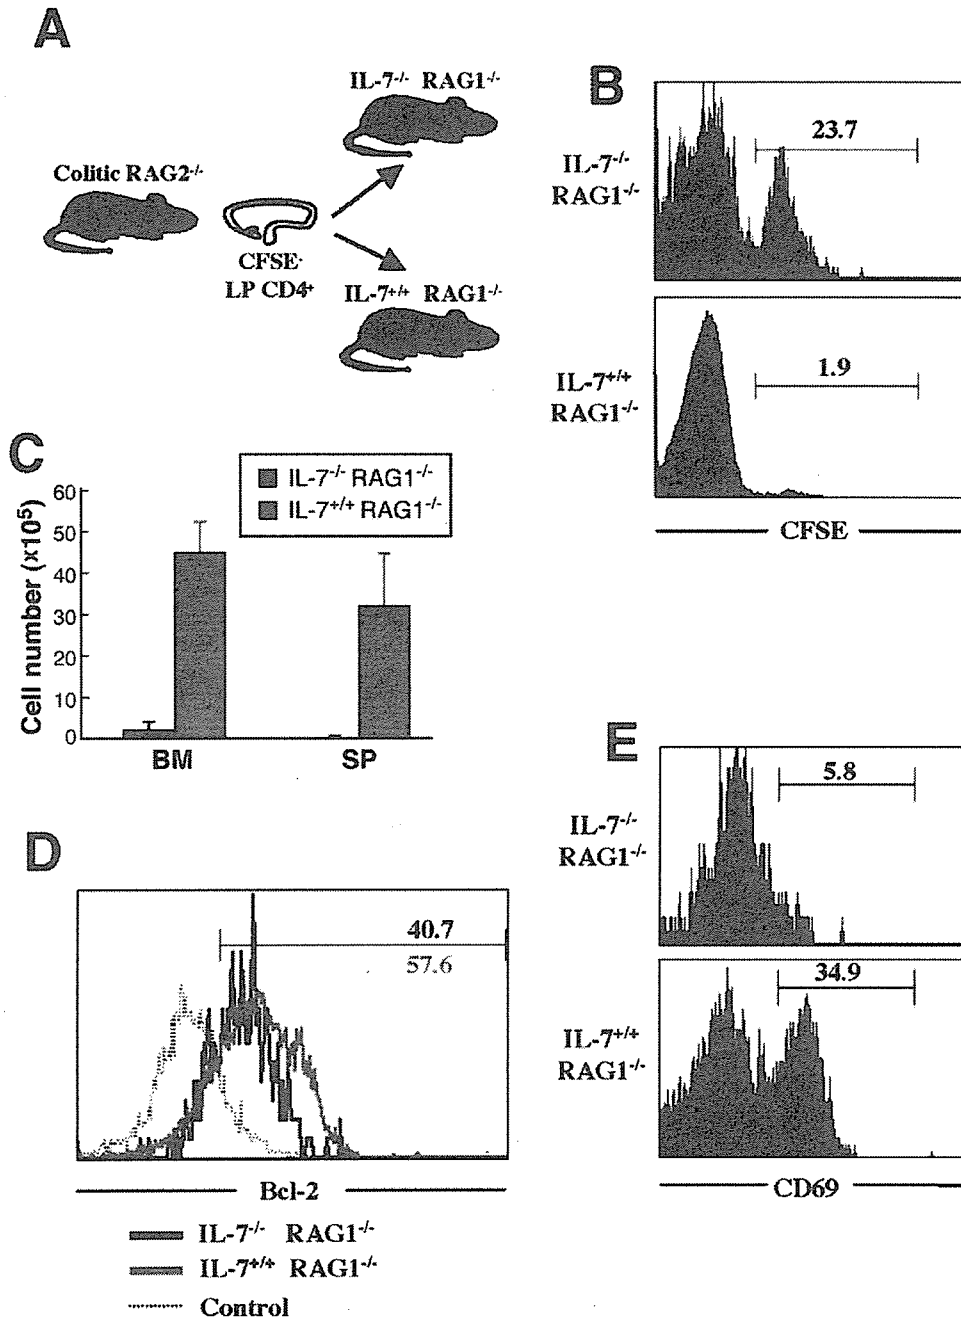 A
IL-7-/- RAG1-/-
Colitic RAG2-/-
CFSE-
LP CD4+
IL-7+/+ RAG1-/-
B
IL-7-/-
RAG1-/-
23.7
IL-7+/+
RAG1-/-
1.9
CFSE
C
IL-7-/- RAG1-/-
IL-7+/+ RAG1-/-
Cell number (x10⁵)
60
50
40
30
20
10
0
BM
SP
D
40.7
57.6
Bcl-2
IL-7-/- RAG1-/-
IL-7+/+ RAG1-/-
Control
E
IL-7-/-
RAG1-/-
5.8
IL-7+/+
RAG1-/-
34.9
CD69